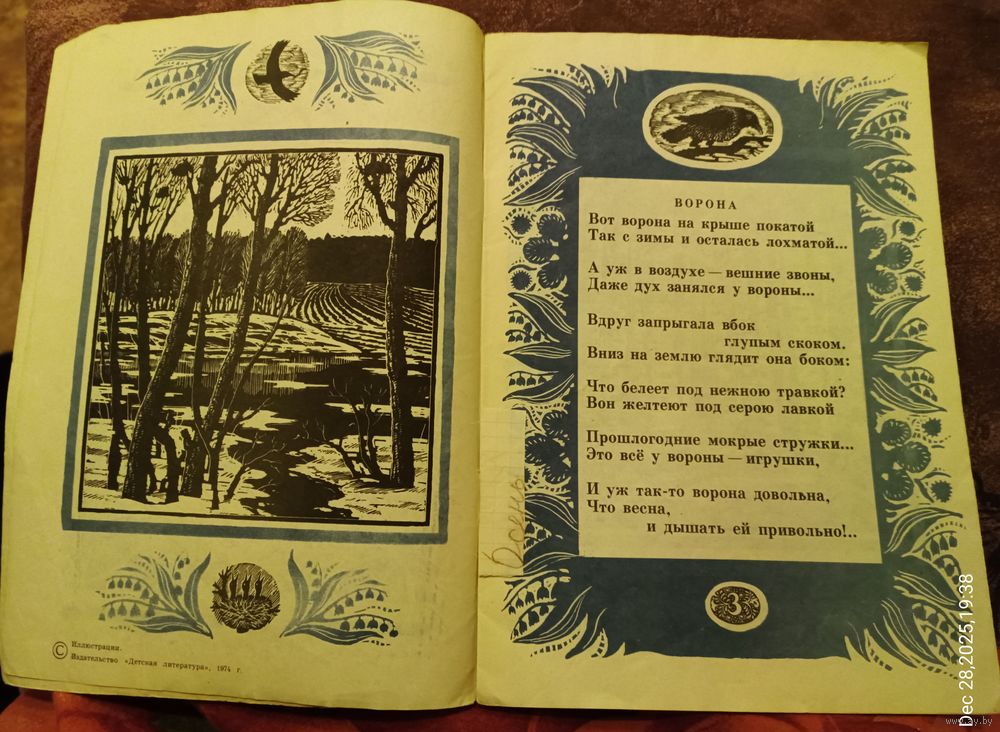 © Иллюстрации.
Издательство «Детская литература», 1974 г.
ВОРОНА
Вот ворона на крыше покатой
Так с зимы и осталась лохматой...
А уж в воздухе — вешние звоны,
Даже дух занялся у вороны...
Вдруг запрыгала вбок
глупым скоком.
Вниз на землю глядит она боком:
Что белеет под нежною травкой?
Вон желтеют под серою лавкой
Прошлогодние мокрые стружки...
Это всё у вороны — игрушки,
И уж так-то ворона довольна,
Что весна,
и дышать ей привольно!..
3
Dec 28,2025,19:38
www.ay.by